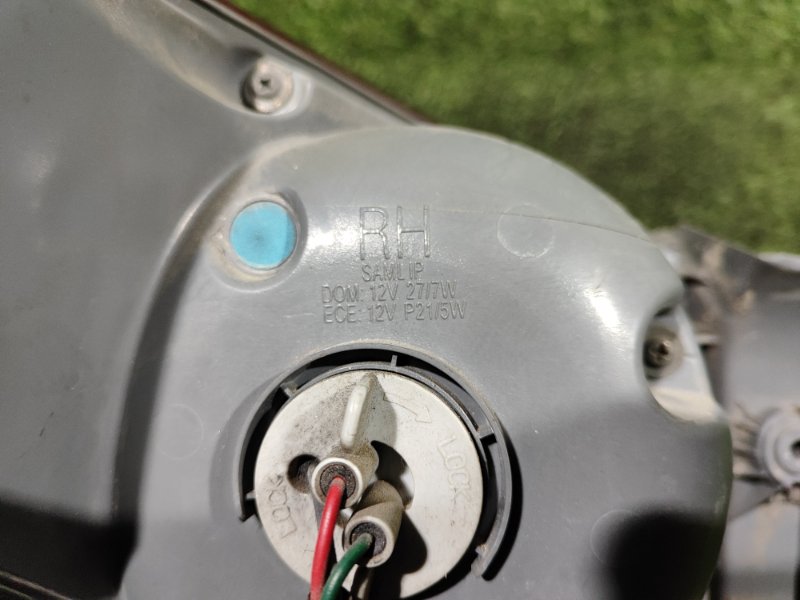 RH
SAMLIP
DOM: 12V 27/7W
ECE: 12V P21/5W
LOCK
LOCK